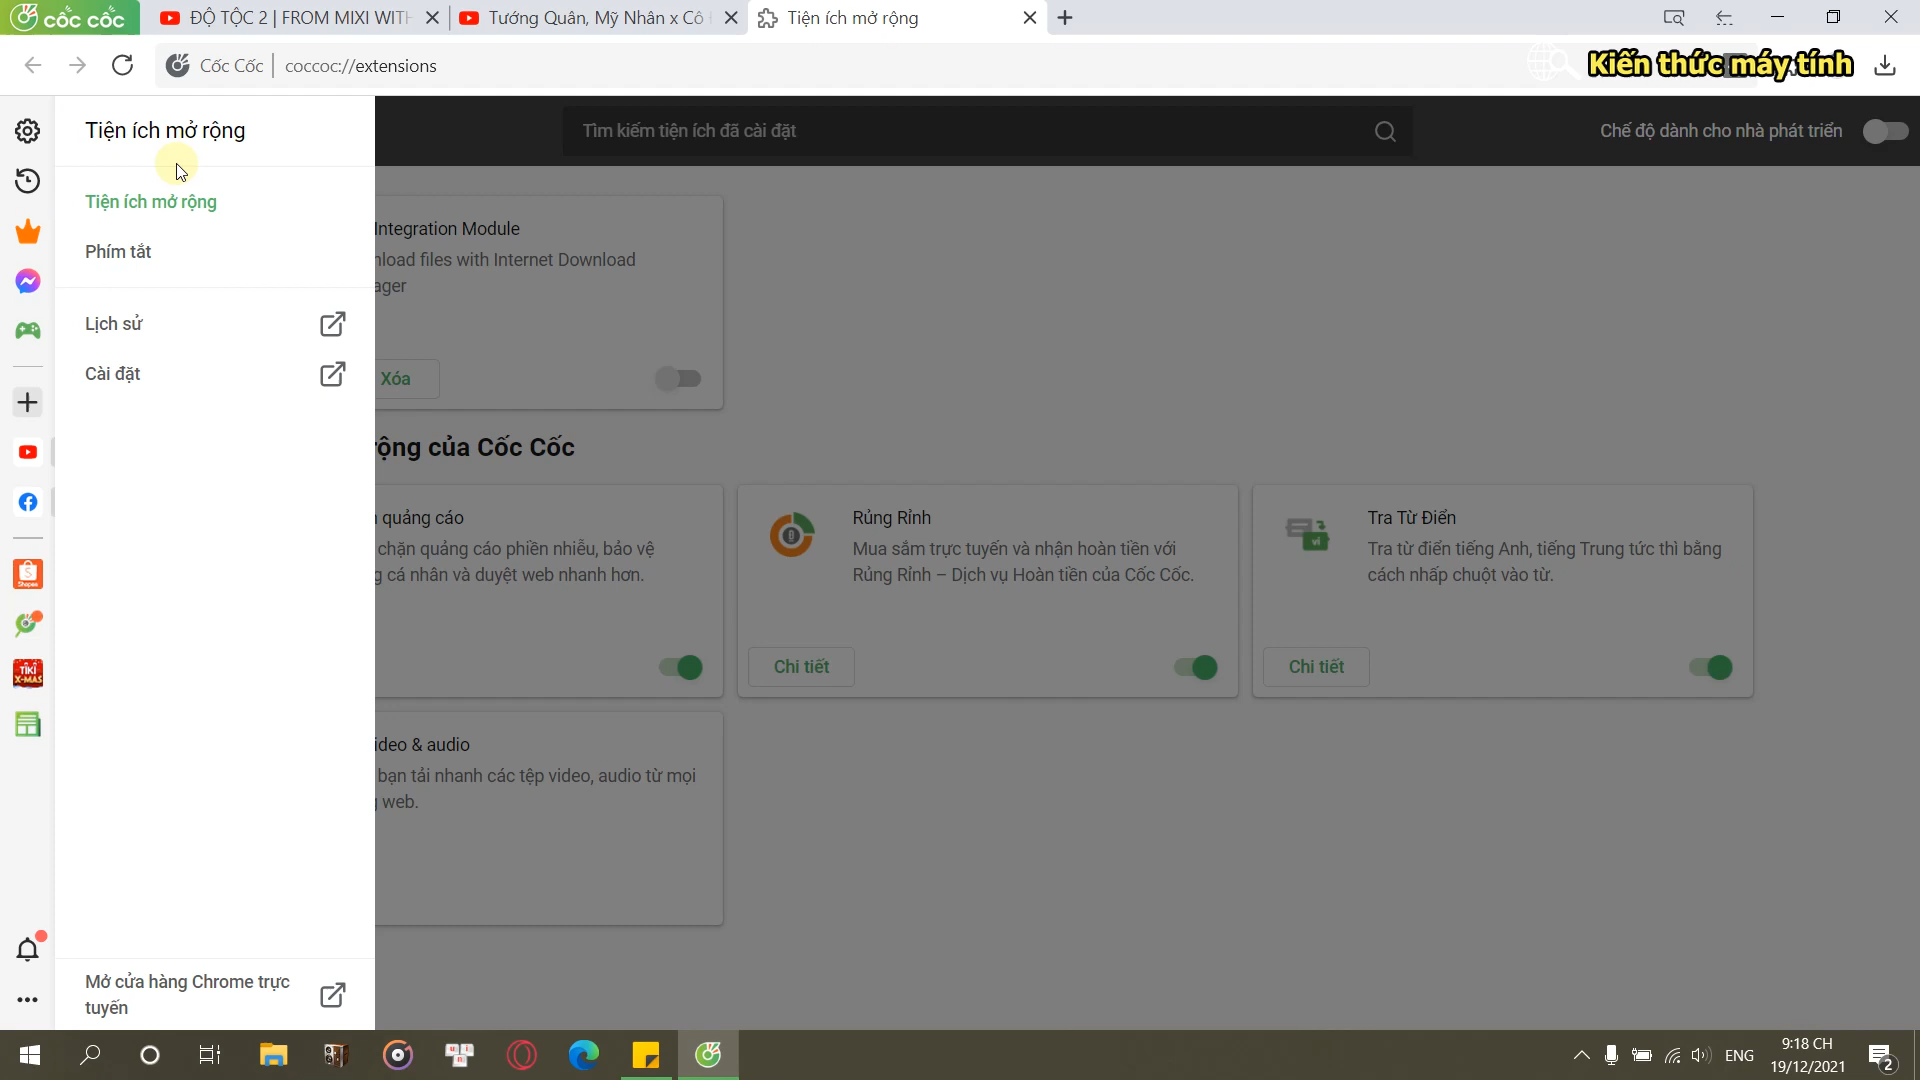 cốc cốc
ĐỘ TỘC 2 | FROM MIXI WITH
Tướng Quân, Mỹ Nhân x Cô
Tiện ích mở rộng
Cốc Cốc
coccoc://extensions
Kiến thức máy tính
Tiện ích mở rộng
Tìm kiếm tiện ích đã cài đặt
Chế độ dành cho nhà phát triển
Tiện ích mở rộng
Phím tắt
Lịch sử
Cài đặt
Integration Module
nload files with Internet Download
ager
Xóa
rộng của Cốc Cốc
n quảng cáo
chặn quảng cáo phiền nhiễu, bảo vệ
g cá nhân và duyệt web nhanh hơn.
Rủng Rỉnh
Mua sắm trực tuyến và nhận hoàn tiền với
Rủng Rỉnh – Dịch vụ Hoàn tiền của Cốc Cốc.
Chi tiết
Tra Từ Điển
Tra từ điển tiếng Anh, tiếng Trung tức thì bằng
cách nhấp chuột vào từ.
Chi tiết
ideo & audio
bạn tải nhanh các tệp video, audio từ mọi
web.
Shopee
TIKI
X-MAS
Mở cửa hàng Chrome trực
tuyến
ENG
9:18 CH
19/12/2021
2